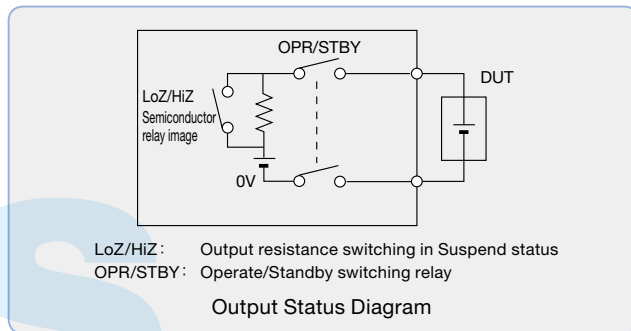 OPR/STBY
DUT
LoZ/HiZ
Semiconductor
relay image
0V
LoZ/HiZ： Output resistance switching in Suspend status
OPR/STBY： Operate/Standby switching relay
Output Status Diagram